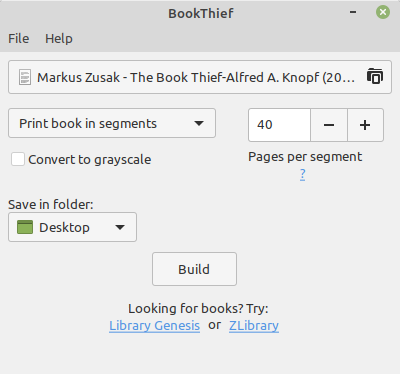 BookThief
File Help
Markus Zusak - The Book Thief-Alfred A. Knopf (20...
Print book in segments
40
Convert to grayscale
Pages per segment
?
Save in folder:
Desktop
Build
Looking for books? Try:
Library Genesis or ZLibrary